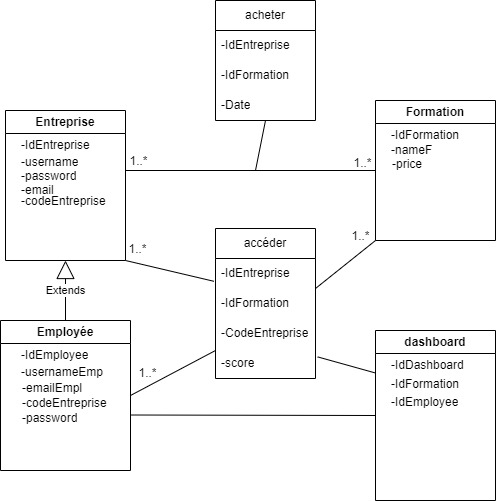 acheter
-IdEntreprise
-IdFormation
-Date
Entreprise
-IdEntreprise
-username
-password
-email
-codeEntreprise
1..*
1..*
Formation
-IdFormation
-nameF
-price
1..*
1..*
accéder
-IdEntreprise
-IdFormation
-CodeEntreprise
-score
Extends
Employée
-IdEmployee
-usernameEmp
-emailEmpl
-codeEntreprise
-password
1..*
dashboard
-IdDashboard
-IdFormation
-IdEmployee